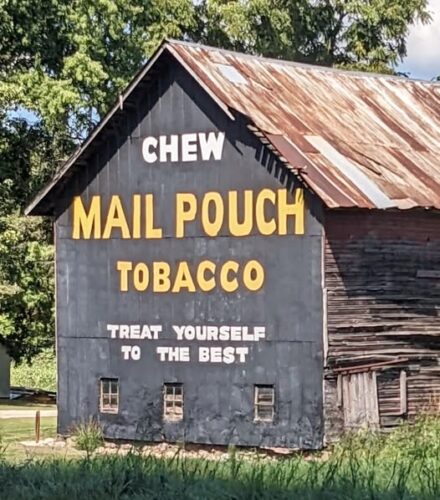 CHEW
MAIL POUCH
TOBACCO
TREAT YOURSELF
TO THE BEST